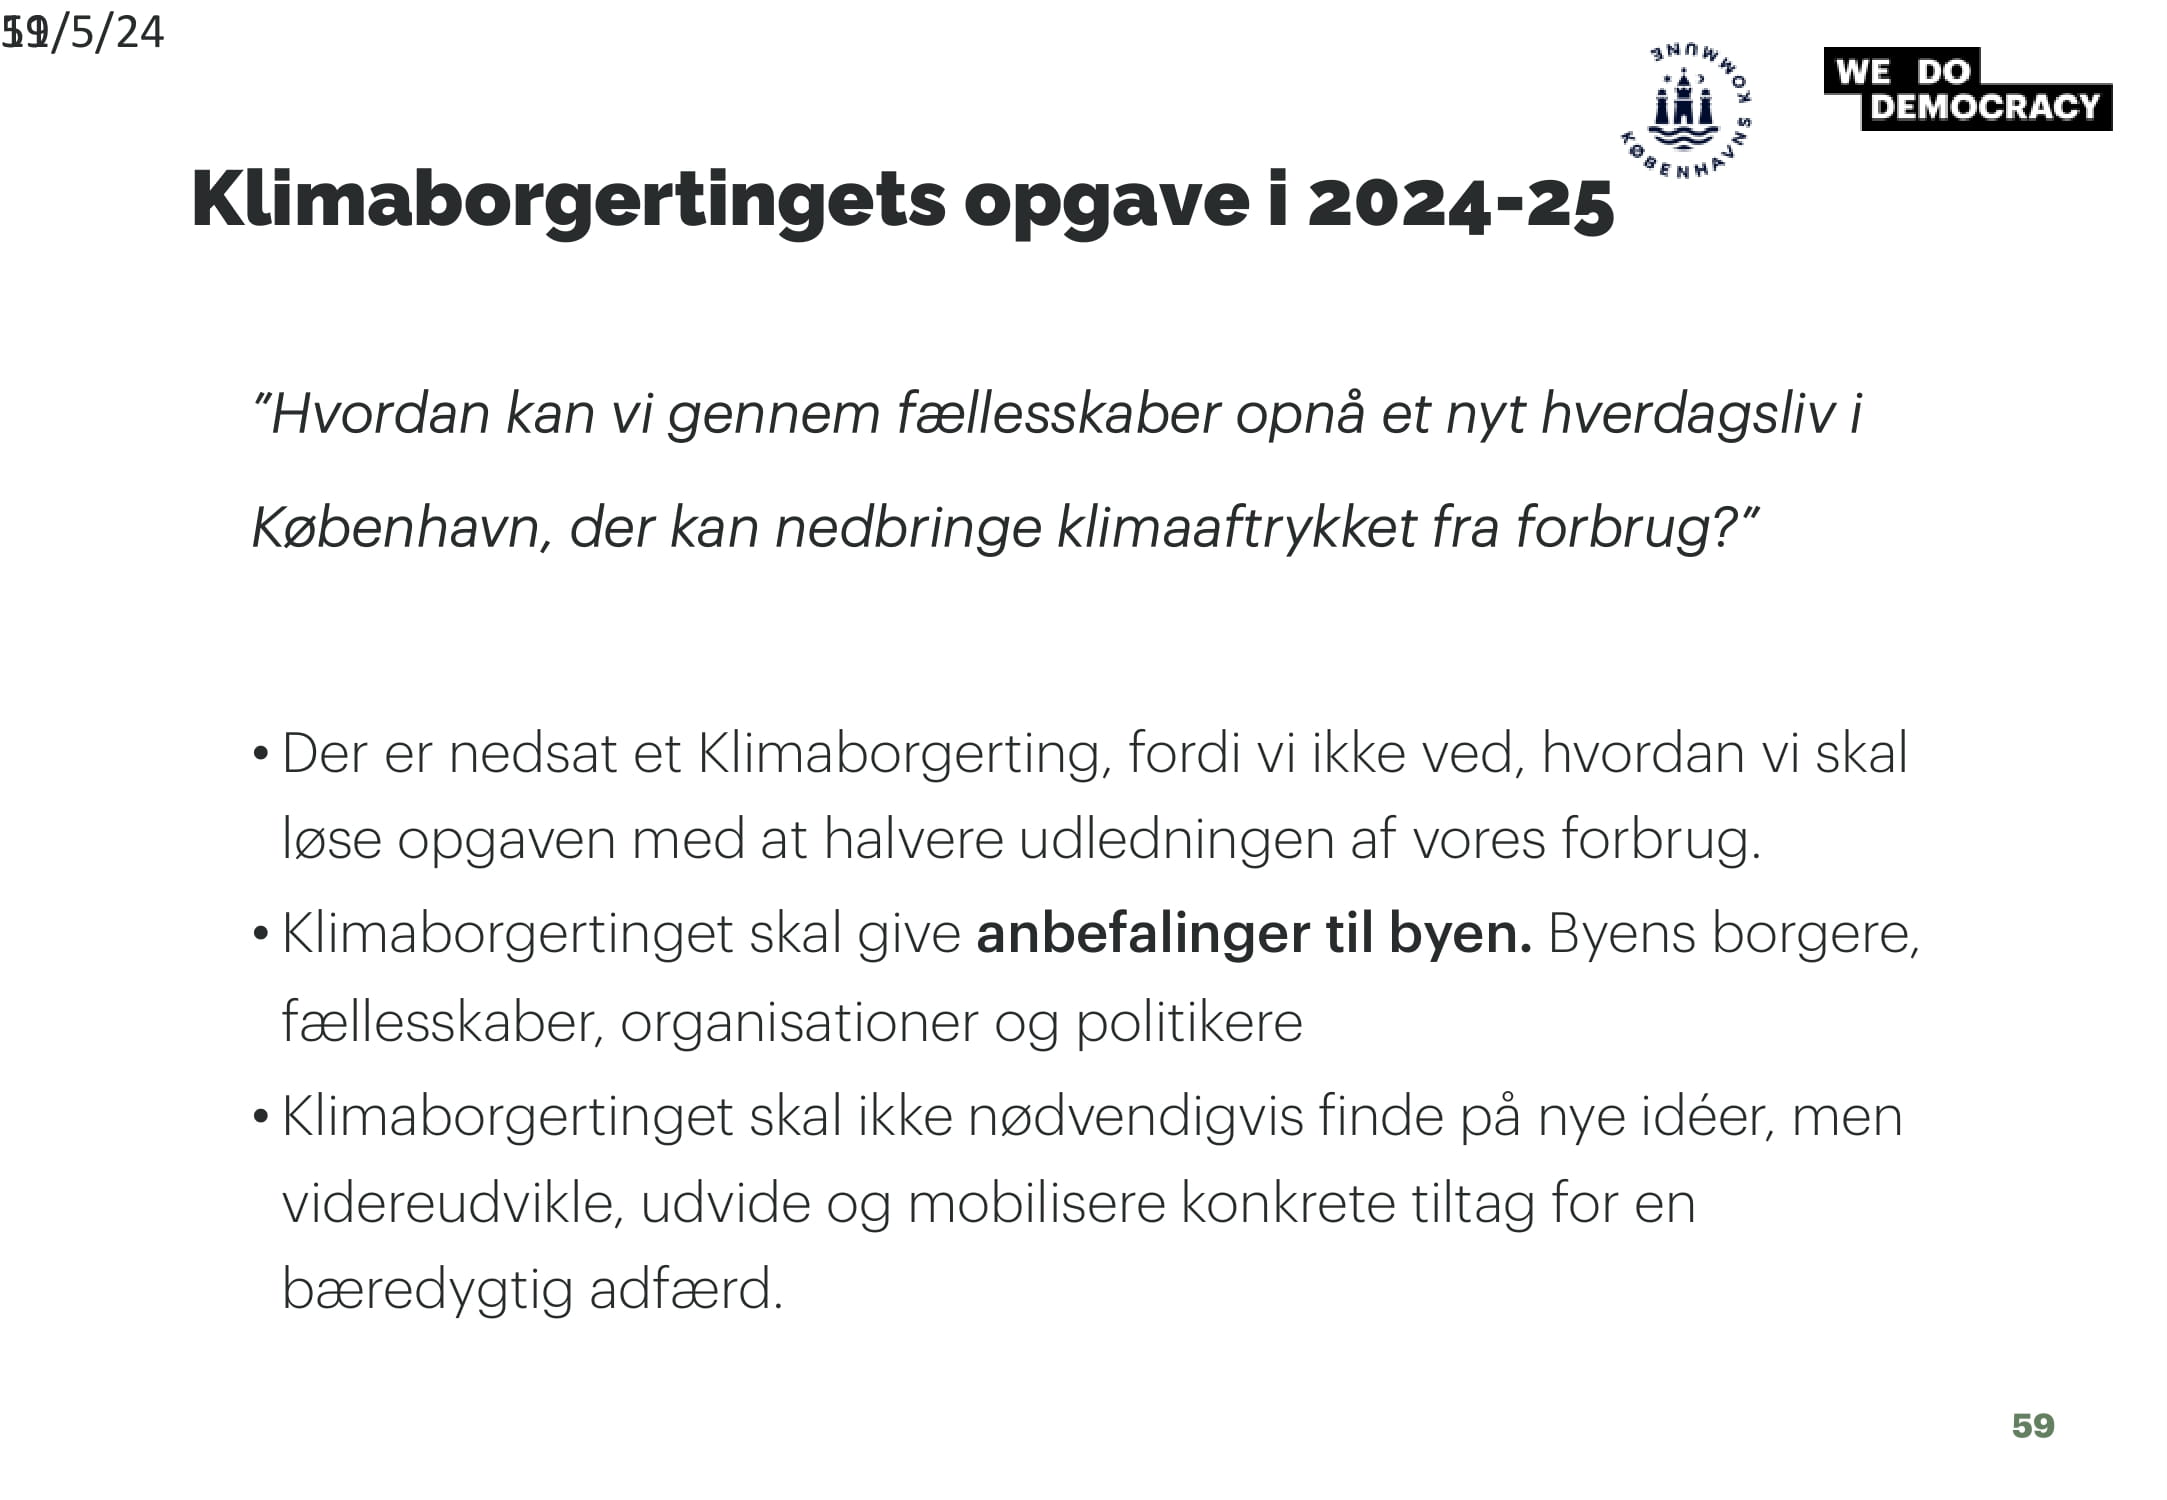 11/5/24
59
KØBENHAVNS KOMMUNE
WE DO
DEMOCRACY
Klimaborgertingets opgave i 2024-25
”Hvordan kan vi gennem fællesskaber opnå et nyt hverdagsliv i
København, der kan nedbringe klimaaftrykket fra forbrug?”
• Der er nedsat et Klimaborgerting, fordi vi ikke ved, hvordan vi skal
løse opgaven med at halvere udledningen af vores forbrug.
• Klimaborgertinget skal give anbefalinger til byen. Byens borgere,
fællesskaber, organisationer og politikere
• Klimaborgertinget skal ikke nødvendigvis finde på nye idéer, men
videreudvikle, udvide og mobilisere konkrete tiltag for en
bæredygtig adfærd.
59